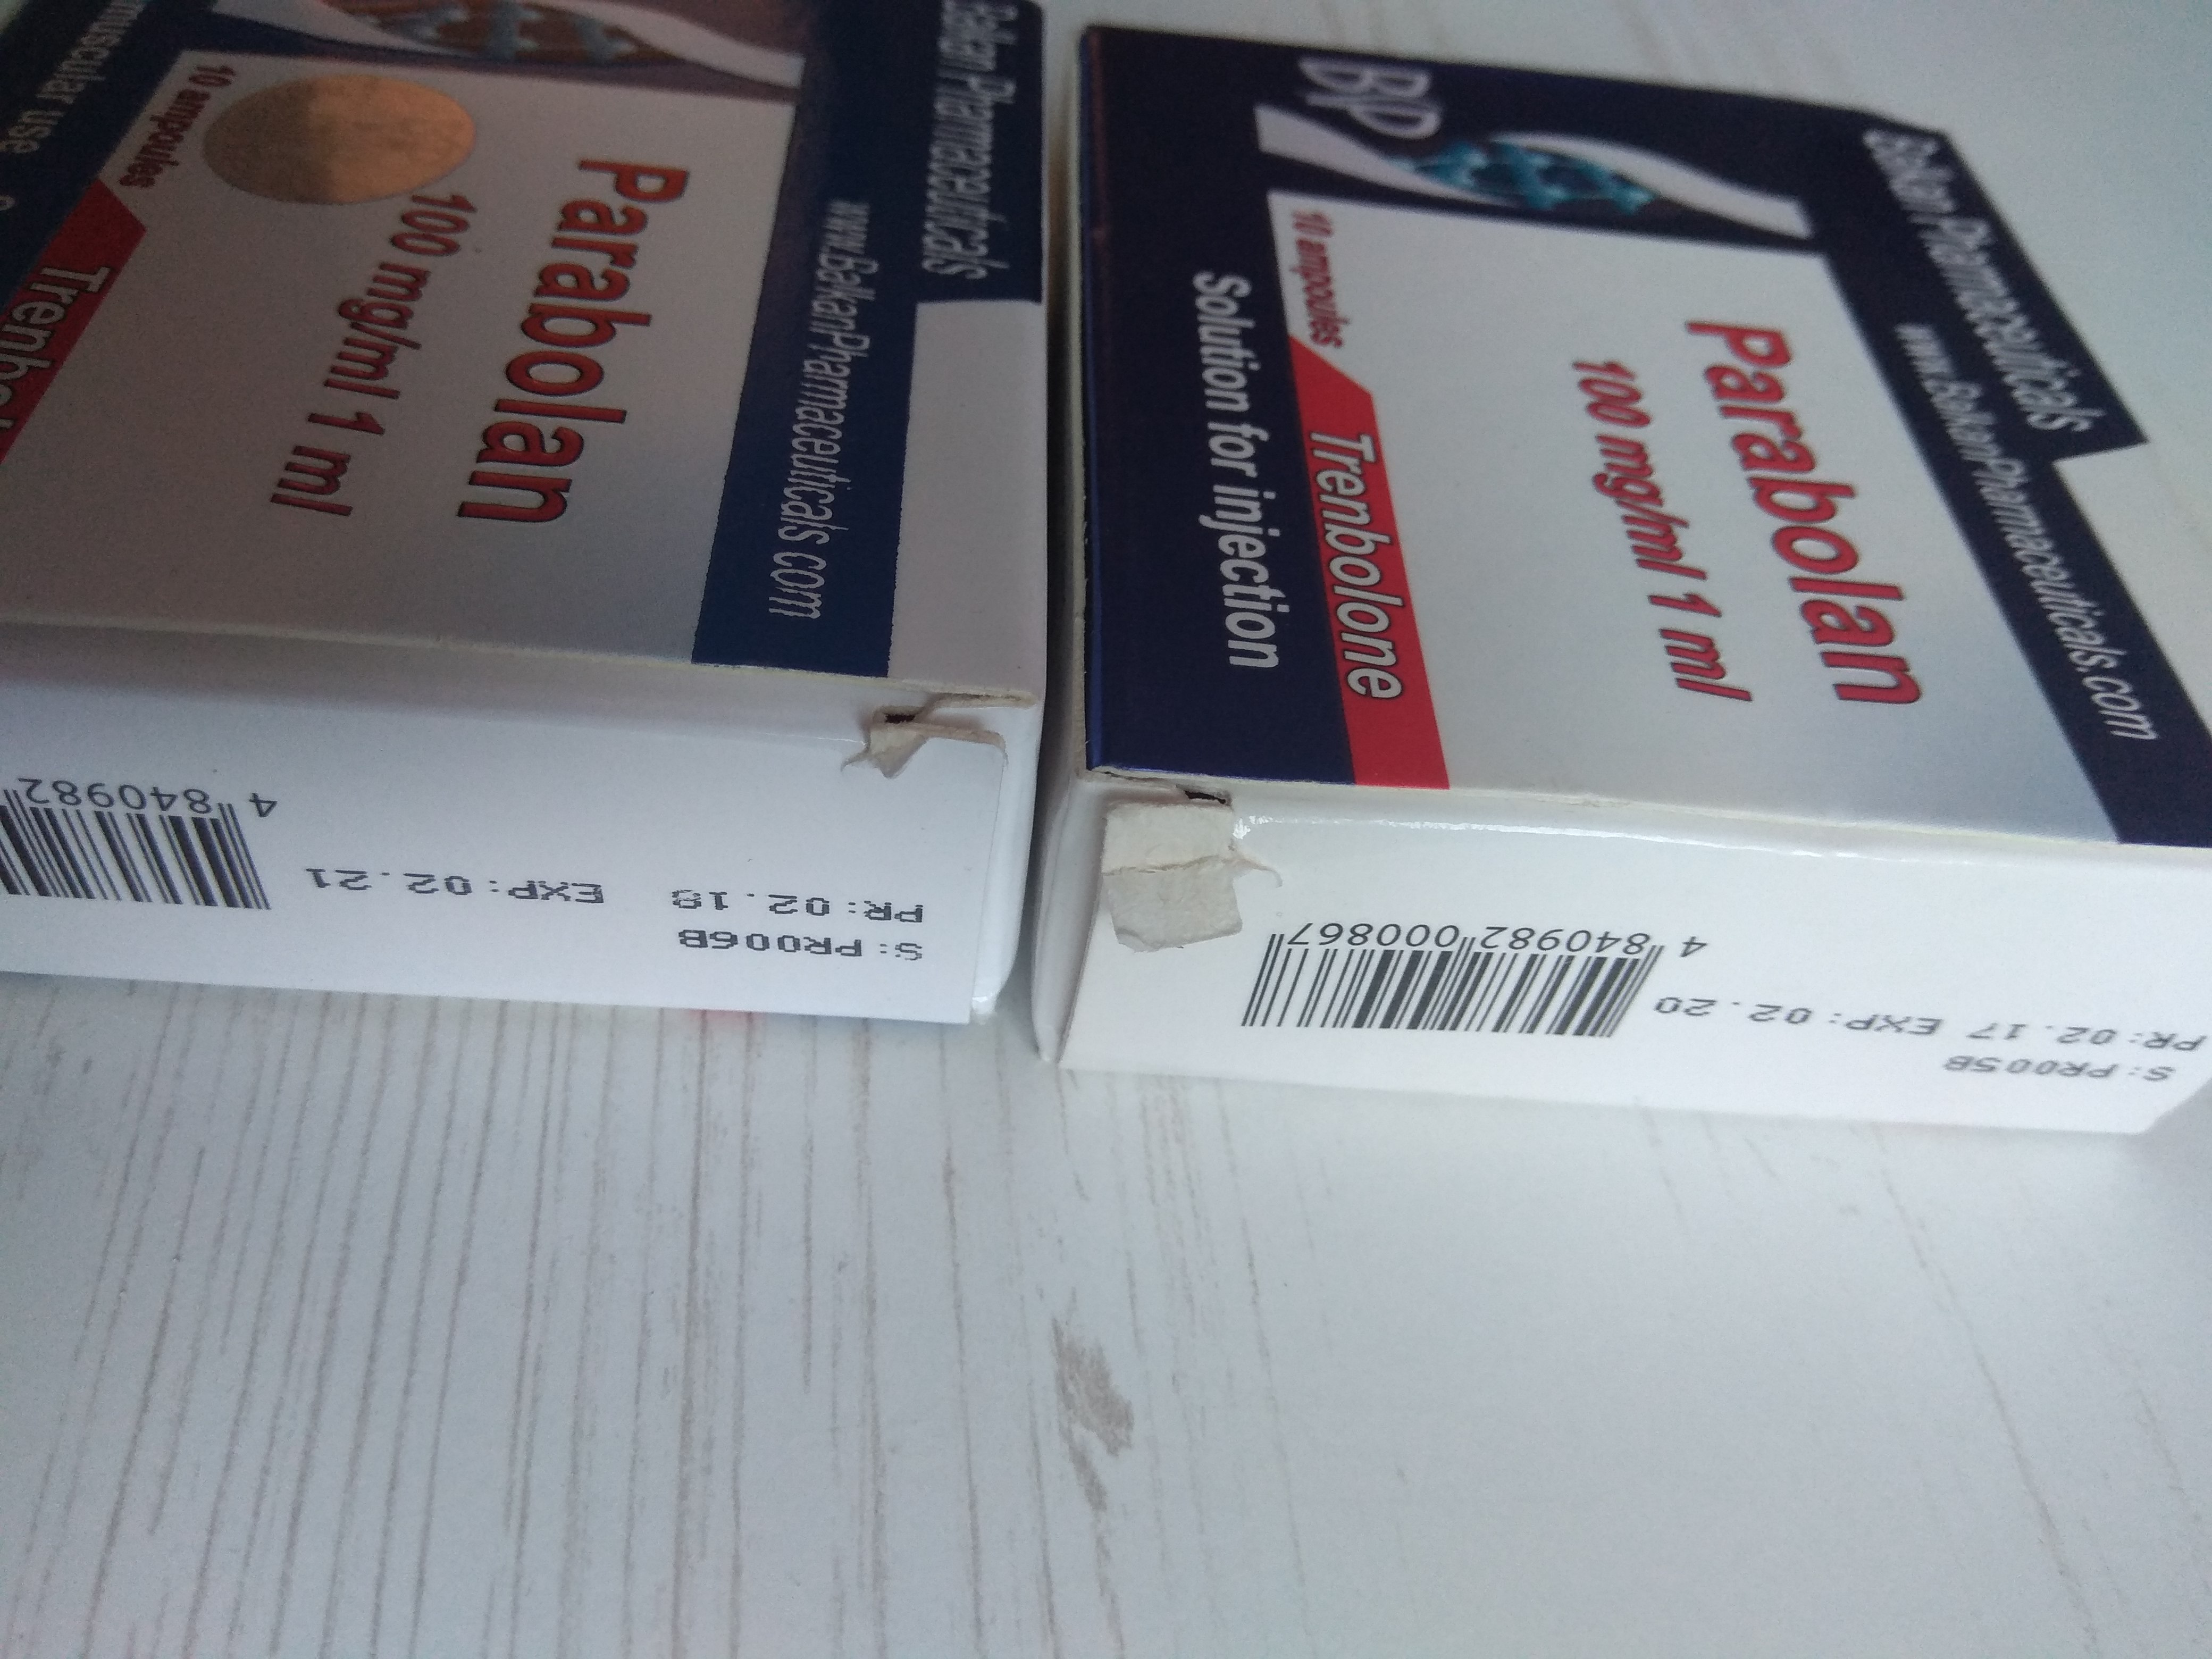 Balkan Pharmaceuticals
www.BalkanPharmaceuticals.com
Parabolan
100 mg/ml 1 ml
10 ampoules
use
S: PR006B
PR: 02.18 EXP: 02.21
4 840982
Balkan Pharmaceuticals
www.BalkanPharmaceuticals.com
BP
Parabolan
100 mg/ml 1 ml
10 ampoules
Trenbolone
Solution for injection
S: PR005B
PR: 02.17 EXP: 02.20
4 840982 000867